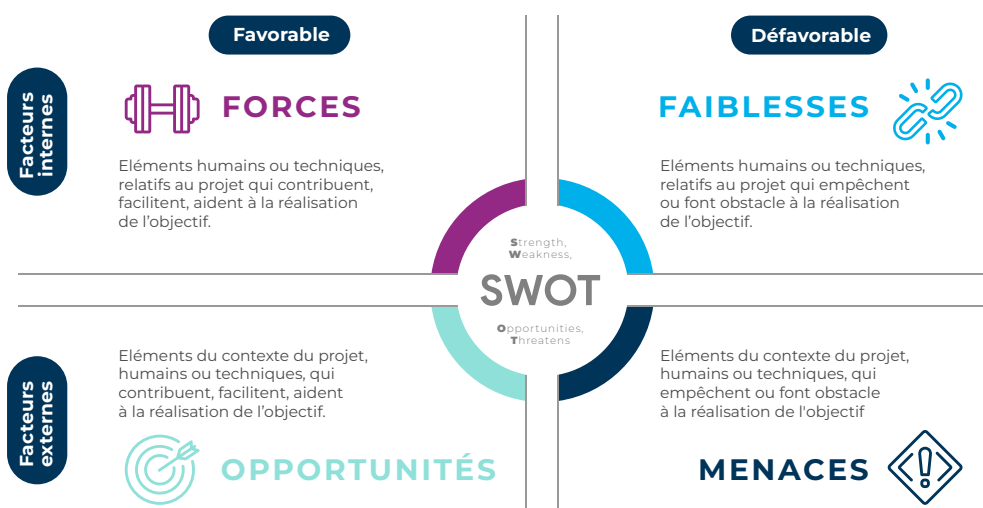 Favorable
Défavorable
Facteurs
internes
FORCES
Eléments humains ou techniques,
relatifs au projet qui contribuent,
facilitent, aident à la réalisation
de l’objectif.
FAIBLESSES
Eléments humains ou techniques,
relatifs au projet qui empêchent
ou font obstacle à la réalisation
de l’objectif.
Strength,
Weakness,
SWOT
Opportunities,
Threatens
Facteurs
externes
Eléments du contexte du projet,
humains ou techniques, qui
contribuent, facilitent, aident
à la réalisation de l’objectif.
OPPORTUNITÉS
Eléments du contexte du projet,
humains ou techniques, qui
empêchent ou font obstacle
à la réalisation de l'objectif
MENACES